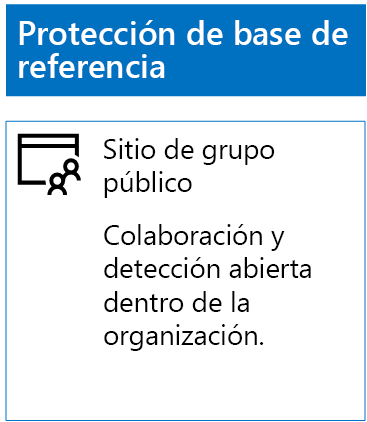 Protección de base de
referencia
Sitio de grupo
público
Colaboración y
detección abierta
dentro de la
organización.